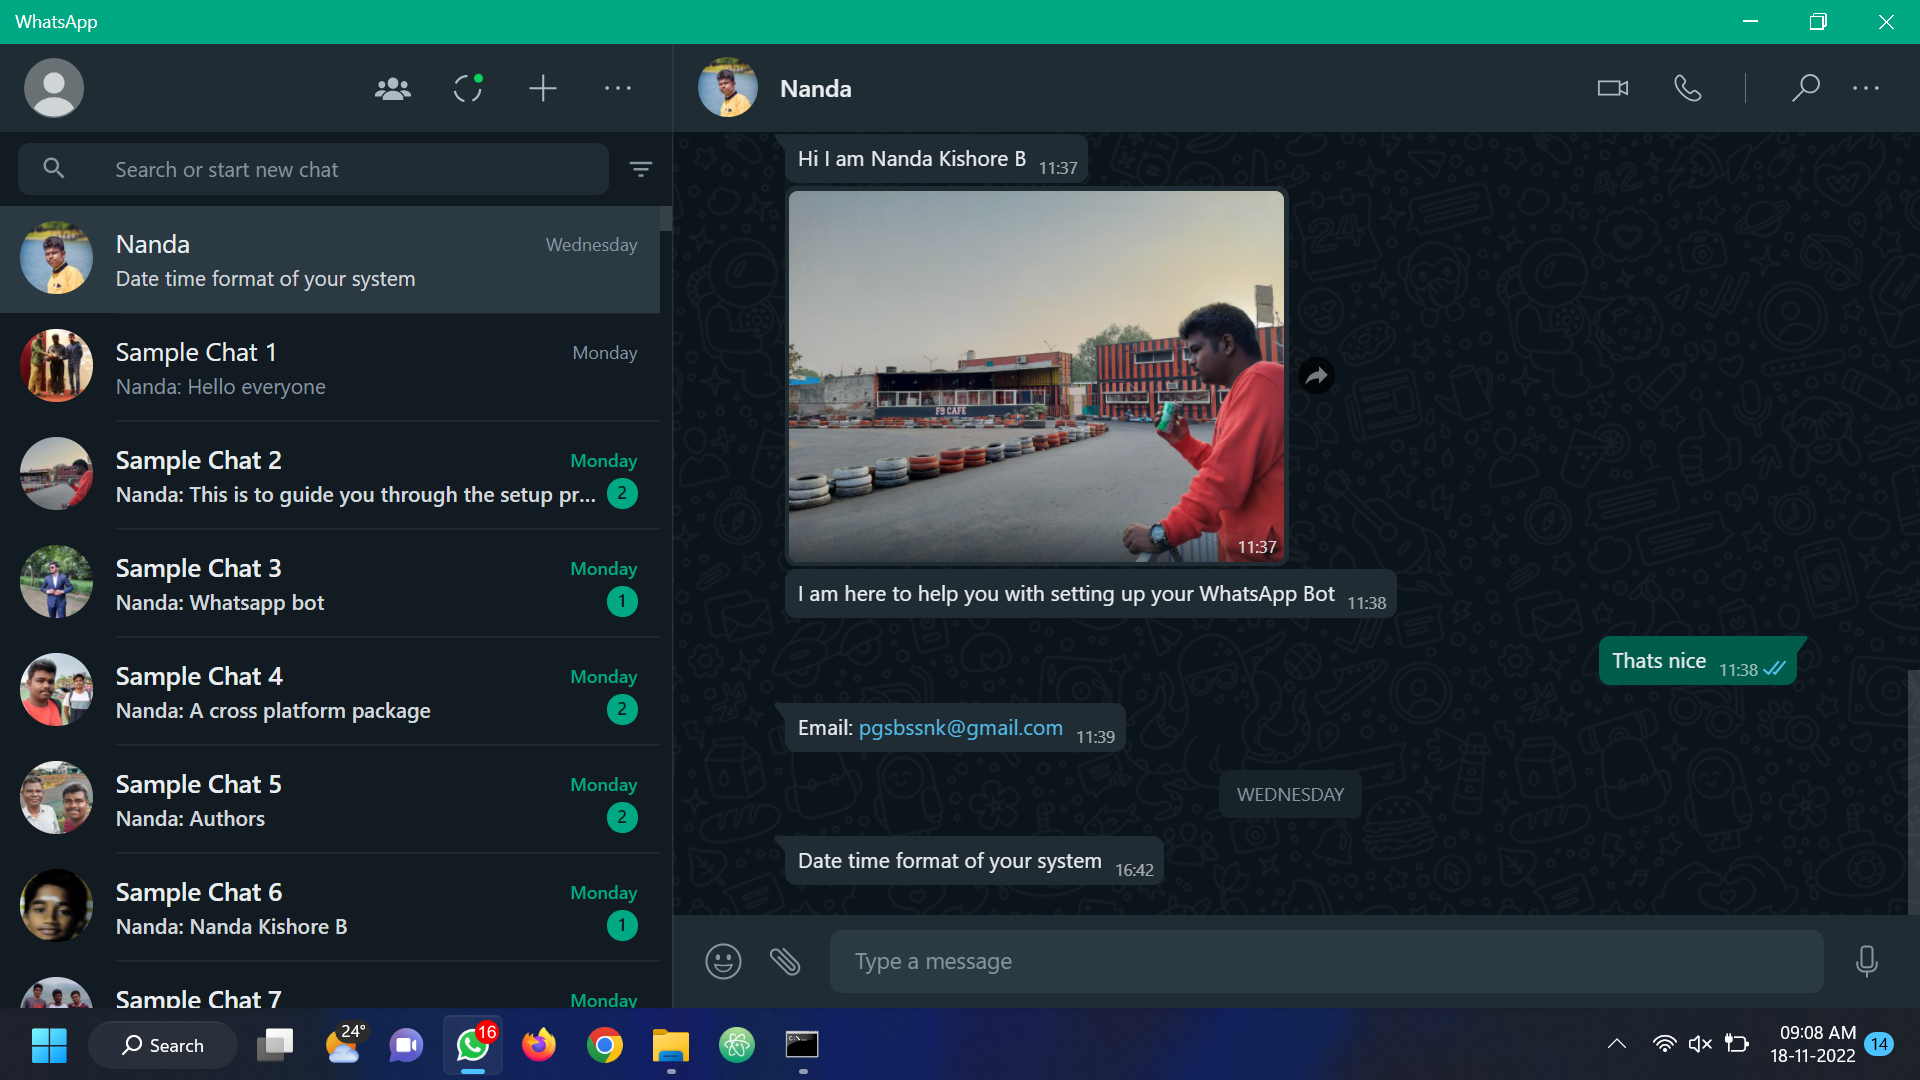 WhatsApp
Search or start new chat
Nanda
Wednesday
Date time format of your system
Sample Chat 1
Monday
Nanda: Hello everyone
Sample Chat 2
Monday
Nanda: This is to guide you through the setup pr...
2
Sample Chat 3
Monday
Nanda: Whatsapp bot
1
Sample Chat 4
Monday
Nanda: A cross platform package
2
Sample Chat 5
Monday
Nanda: Authors
2
Sample Chat 6
Monday
Nanda: Nanda Kishore B
1
Sample Chat 7
Monday
Nanda
Hi I am Nanda Kishore B 11:37
F9 CAFE
11:37
I am here to help you with setting up your WhatsApp Bot 11:38
Thats nice 11:38
Email: pgsbssnk@gmail.com 11:39
WEDNESDAY
Date time format of your system 16:42
Type a message
Search
24°
16
09:08 AM
18-11-2022
14